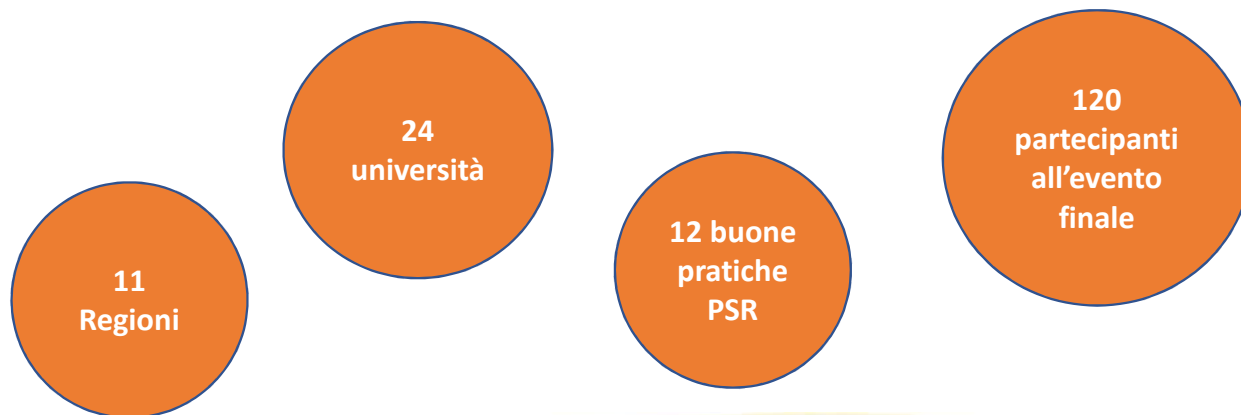 11
Regioni
24
università
12 buone
pratiche
PSR
120
partecipanti
all’evento
finale